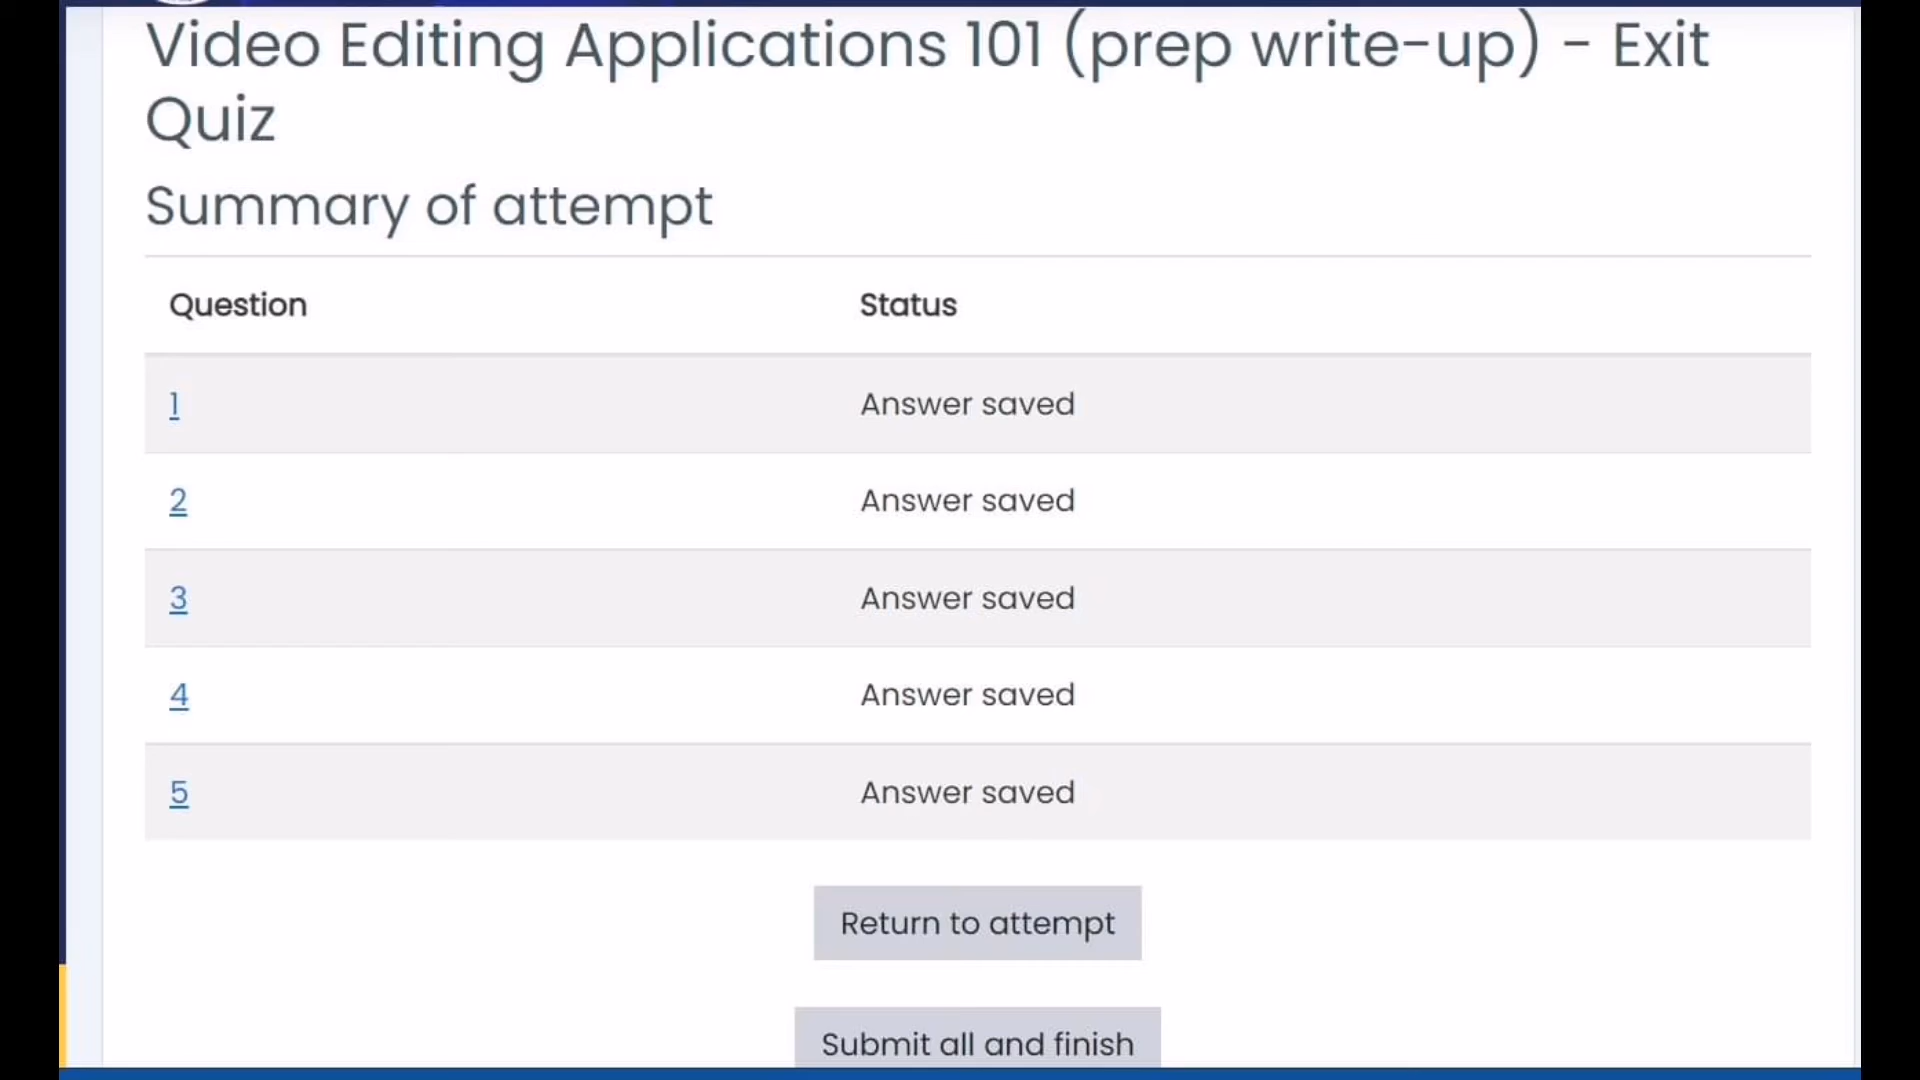 Video Editing Applications 101 (prep write-up) - Exit
Quiz
Summary of attempt
Question Status
1 Answer saved
2 Answer saved
3 Answer saved
4 Answer saved
5 Answer saved
Return to attempt
Submit all and finish